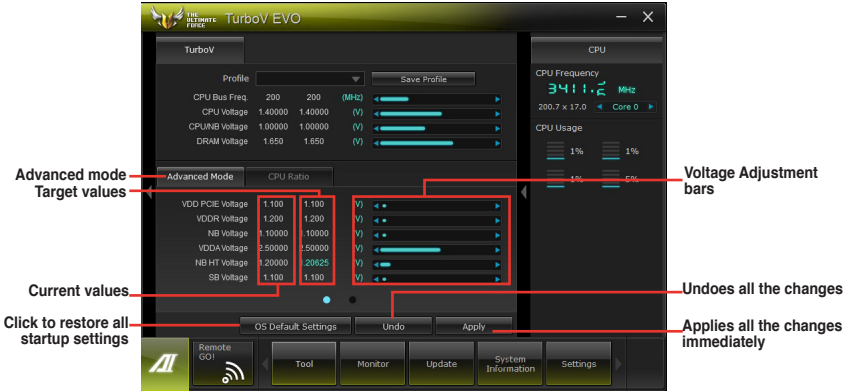 THE ULTIMATE FORCE TurboV EVO
TurboV
CPU
Profile Save Profile
CPU Bus Freq. 200 200 (MHz)
CPU Voltage 1.40000 1.40000 (V)
CPU/NB Voltage 1.00000 1.00000 (V)
DRAM Voltage 1.650 1.650 (V)
CPU Frequency
3411.2 MHz
200.7 x 17.0 Core 0
CPU Usage
1% 1%
1% 5%
Advanced mode
Target values
Advanced Mode CPU Ratio
Voltage Adjustment
bars
VDD PCIE Voltage 1.100 1.100 (V)
VDDR Voltage 1.200 1.200 (V)
NB Voltage 1.10000 1.10000 (V)
VDDA Voltage 2.50000 2.50000 (V)
NB HT Voltage 1.20000 1.20625 (V)
SB Voltage 1.100 1.100 (V)
Current values
Undoes all the changes
Click to restore all
startup settings
OS Default Settings Undo Apply
Applies all the changes
immediately
Remote
GO!
Tool Monitor Update System
Information Settings